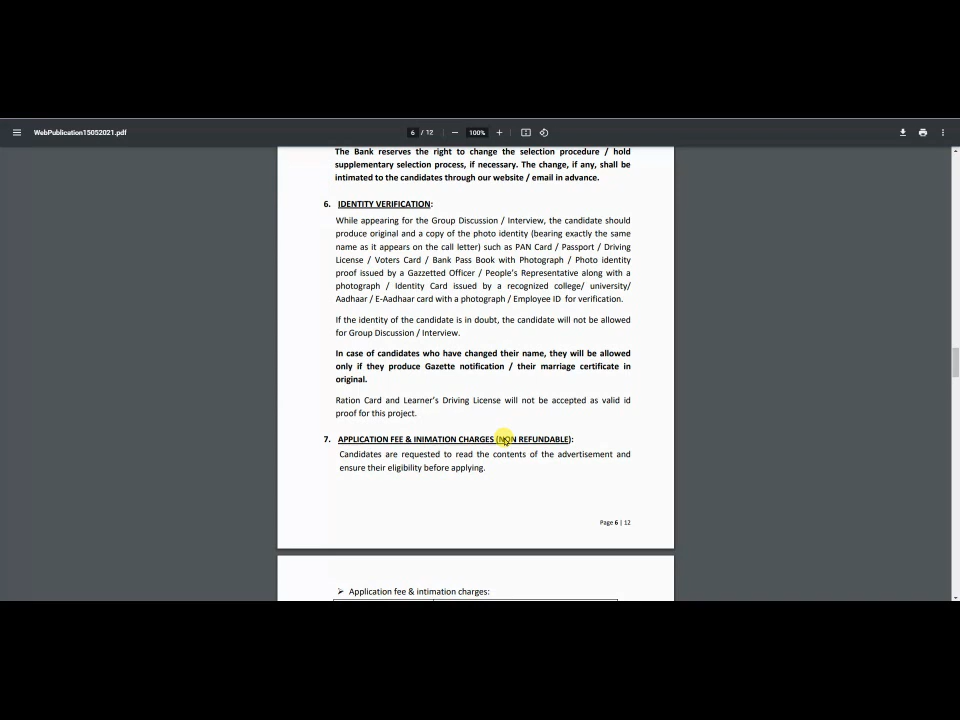 WebPublication15052021.pdf
6 / 12
100%
The Bank reserves the right to change the selection procedure / hold
supplementary selection process, if necessary. The change, if any, shall be
intimated to the candidates through our website / email in advance.
6. IDENTITY VERIFICATION:
While appearing for the Group Discussion / Interview, the candidate should
produce original and a copy of the photo identity (bearing exactly the same
name as it appears on the call letter) such as PAN Card / Passport / Driving
License / Voters Card / Bank Pass Book with Photograph / Photo identity
proof issued by a Gazzetted Officer / People's Representative along with a
photograph / Identity Card issued by a recognized college/ university/
Aadhaar / E-Aadhaar card with a photograph / Employee ID for verification.
If the identity of the candidate is in doubt, the candidate will not be allowed
for Group Discussion / Interview.
In case of candidates who have changed their name, they will be allowed
only if they produce Gazette notification / their marriage certificate in
original.
Ration Card and Learner's Driving License will not be accepted as valid id
proof for this project.
7. APPLICATION FEE & INIMATION CHARGES (NON REFUNDABLE):
Candidates are requested to read the contents of the advertisement and
ensure their eligibility before applying.
Page 6 | 12
➢ Application fee & intimation charges: